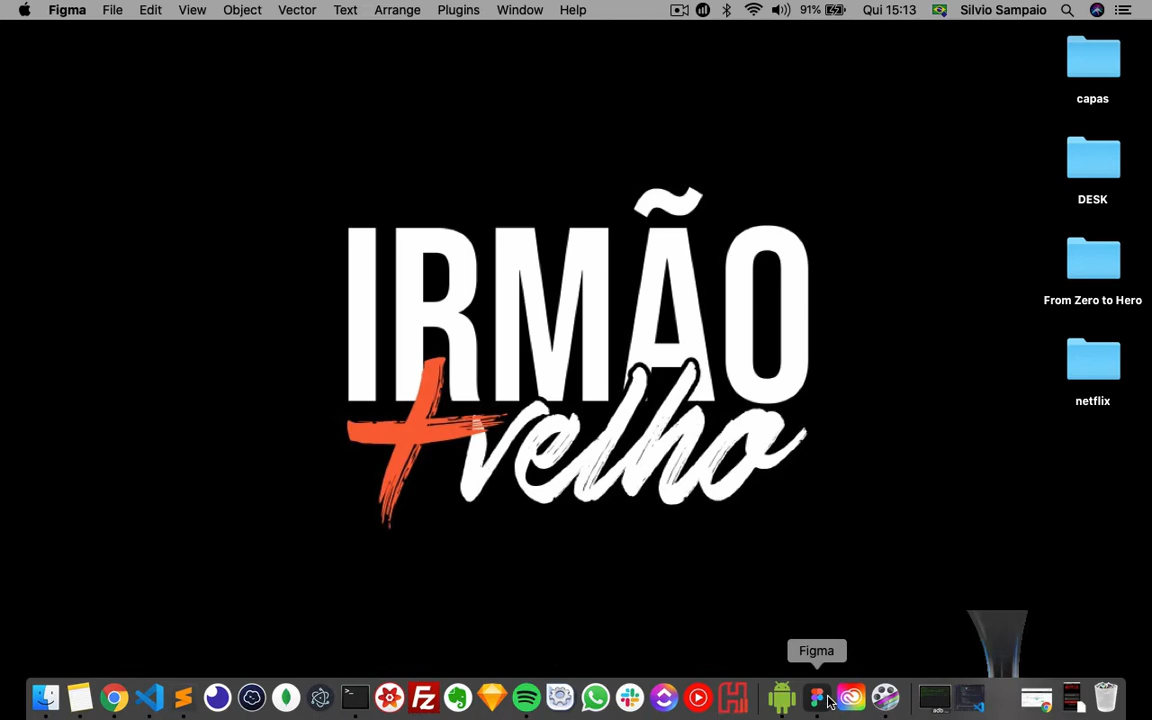 Figma File Edit View Object Vector Text Arrange Plugins Window Help 91% Qui 15:13 Silvio Sampaio
capas
DESK
From Zero to Hero
netflix
IRMÃO
+velho
Figma